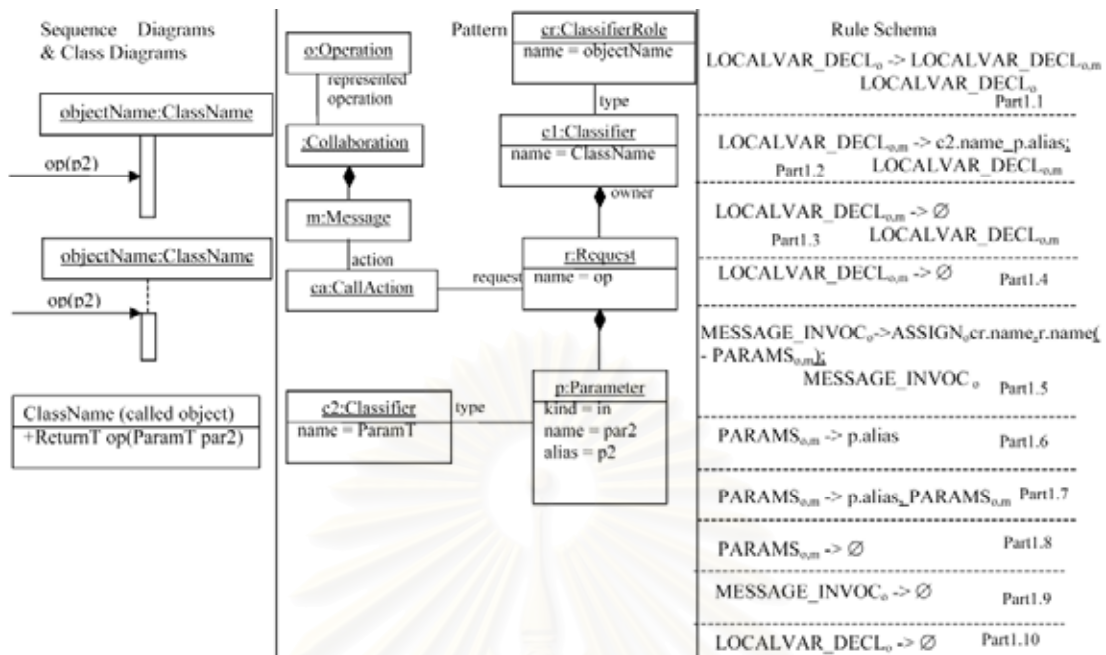 Sequence Diagrams
& Class Diagrams
objectName:ClassName
op(p2)
objectName:ClassName
op(p2)
ClassName (called object)
+ReturnT op(ParamT par2)
Pattern
o:Operation
represented
operation
:Collaboration
m:Message
action
ca:CallAction
cr:ClassifierRole
name = objectName
type
c1:Classifier
name = ClassName
owner
r:Request
request
name = op
c2:Classifier
name = ParamT
type
p:Parameter
kind = in
name = par2
alias = p2
Rule Schema
LOCALVAR_DECLo -> LOCALVAR_DECLo,m
LOCALVAR_DECLo
Part1.1
LOCALVAR_DECLo,m -> c2.name_p.alias;
Part1.2 LOCALVAR_DECLo,m
LOCALVAR_DECLo,m -> ∅
Part1.3 LOCALVAR_DECLo,m
LOCALVAR_DECLo,m -> ∅ Part1.4
MESSAGE_INVOCo->ASSIGNocr.name.r.name(
- PARAMSo,m);
MESSAGE_INVOCo Part1.5
PARAMSo,m -> p.alias Part1.6
PARAMSo,m -> p.alias,_PARAMSo,m Part1.7
PARAMSo,m -> ∅ Part1.8
MESSAGE_INVOCo -> ∅ Part1.9
LOCALVAR_DECLo -> ∅ Part1.10